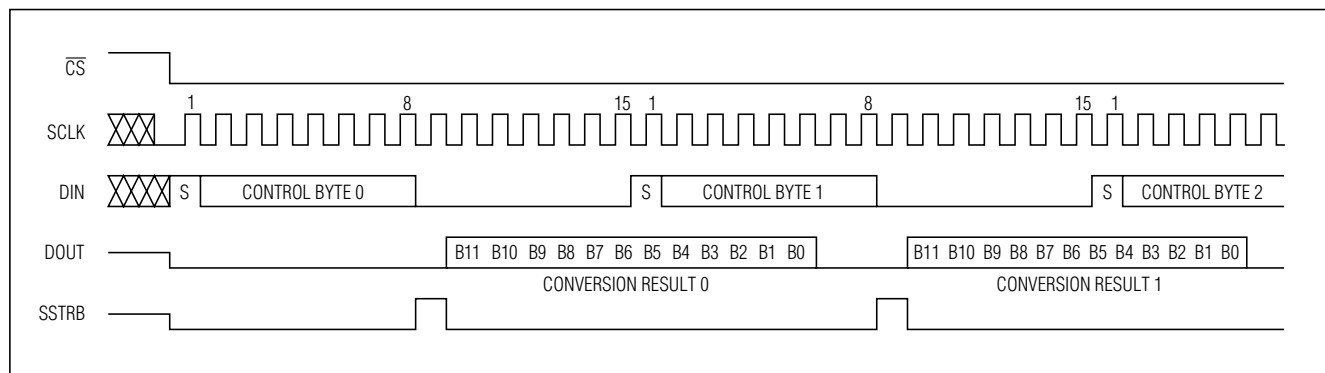 CS
1 8 15 1 8 15 1
SCLK
DIN S CONTROL BYTE 0 S CONTROL BYTE 1 S CONTROL BYTE 2
DOUT B11 B10 B9 B8 B7 B6 B5 B4 B3 B2 B1 B0 B11 B10 B9 B8 B7 B6 B5 B4 B3 B2 B1 B0
CONVERSION RESULT 0 CONVERSION RESULT 1
SSTRB